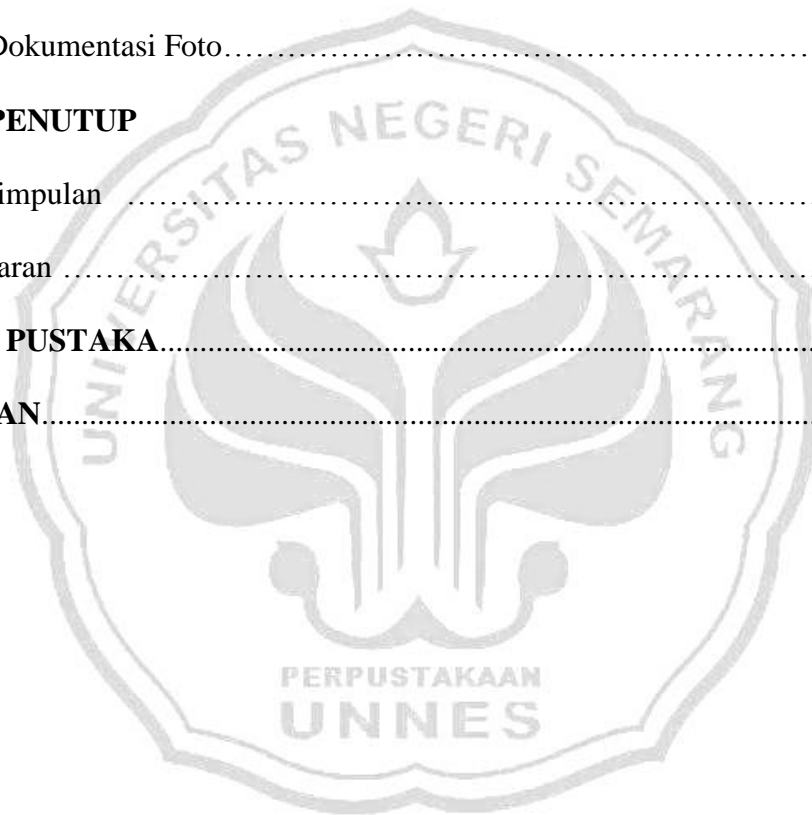 Dokumentasi Foto……………………………………………………
PENUTUP
impulan ………………………………………………………………
aran ……………………………………………………………………
PUSTAKA..........................................................................................
AN.........................................................................................................
UNIVERSITAS NEGERI SEMARANG
PERPUSTAKAAN
UNNES